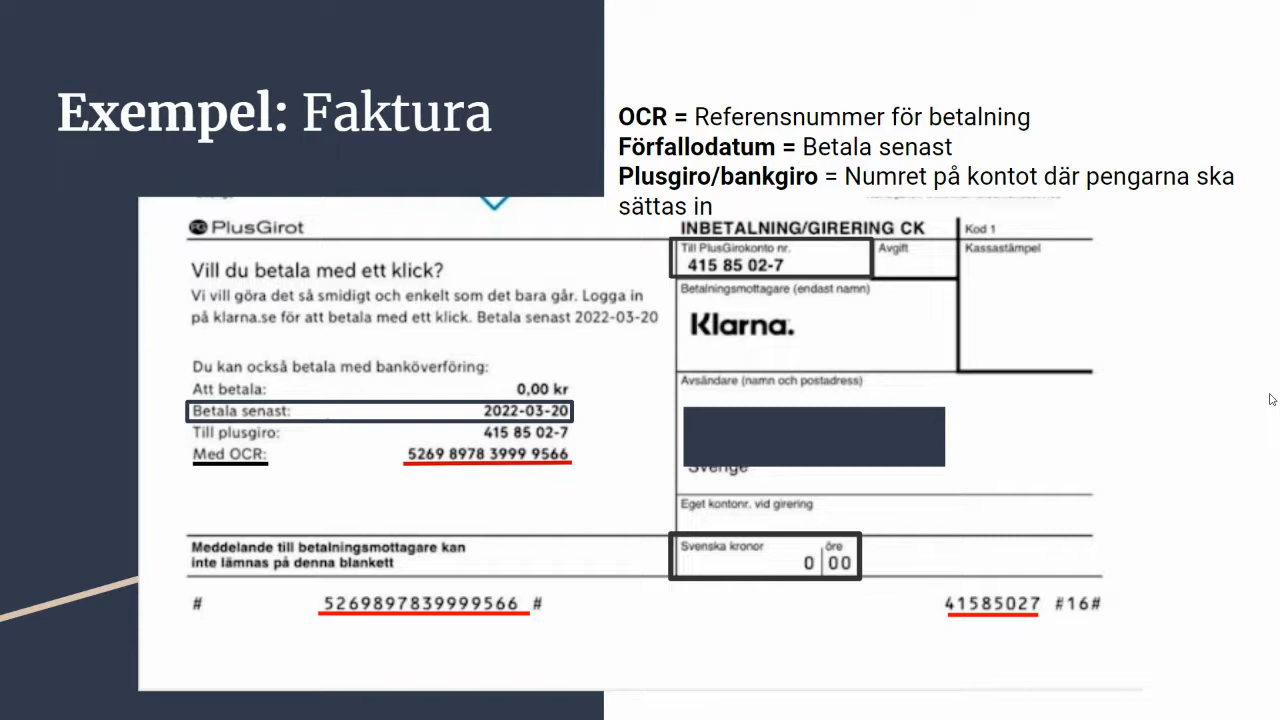 Exempel: Faktura
OCR = Referensnummer för betalning
Förfallodatum = Betala senast
Plusgiro/bankgiro = Numret på kontot där pengarna ska
sättas in
PlusGirot
Vill du betala med ett klick?
Vi vill göra det så smidigt och enkelt som det bara går. Logga in
på klarna.se för att betala med ett klick. Betala senast 2022-03-20
Du kan också betala med banköverföring:
Att betala: 0,00 kr
Betala senast: 2022-03-20
Till plusgiro: 415 85 02-7
Med OCR: 5269 8978 3999 9566
Meddelande till betalningsmottagare kan
inte lämnas på denna blankett
INBETALNING/GIRERING CK
Kod 1
Till PlusGirokonto nr.
415 85 02-7
Avgift
Kassastämpel
Betalningsmottagare (endast namn)
Klarna.
Avsändare (namn och postadress)
Sverige
Eget kontonr. vid girering
Svenska kronor öre
0 00
# 5269897839999566 # 41585027 #16#